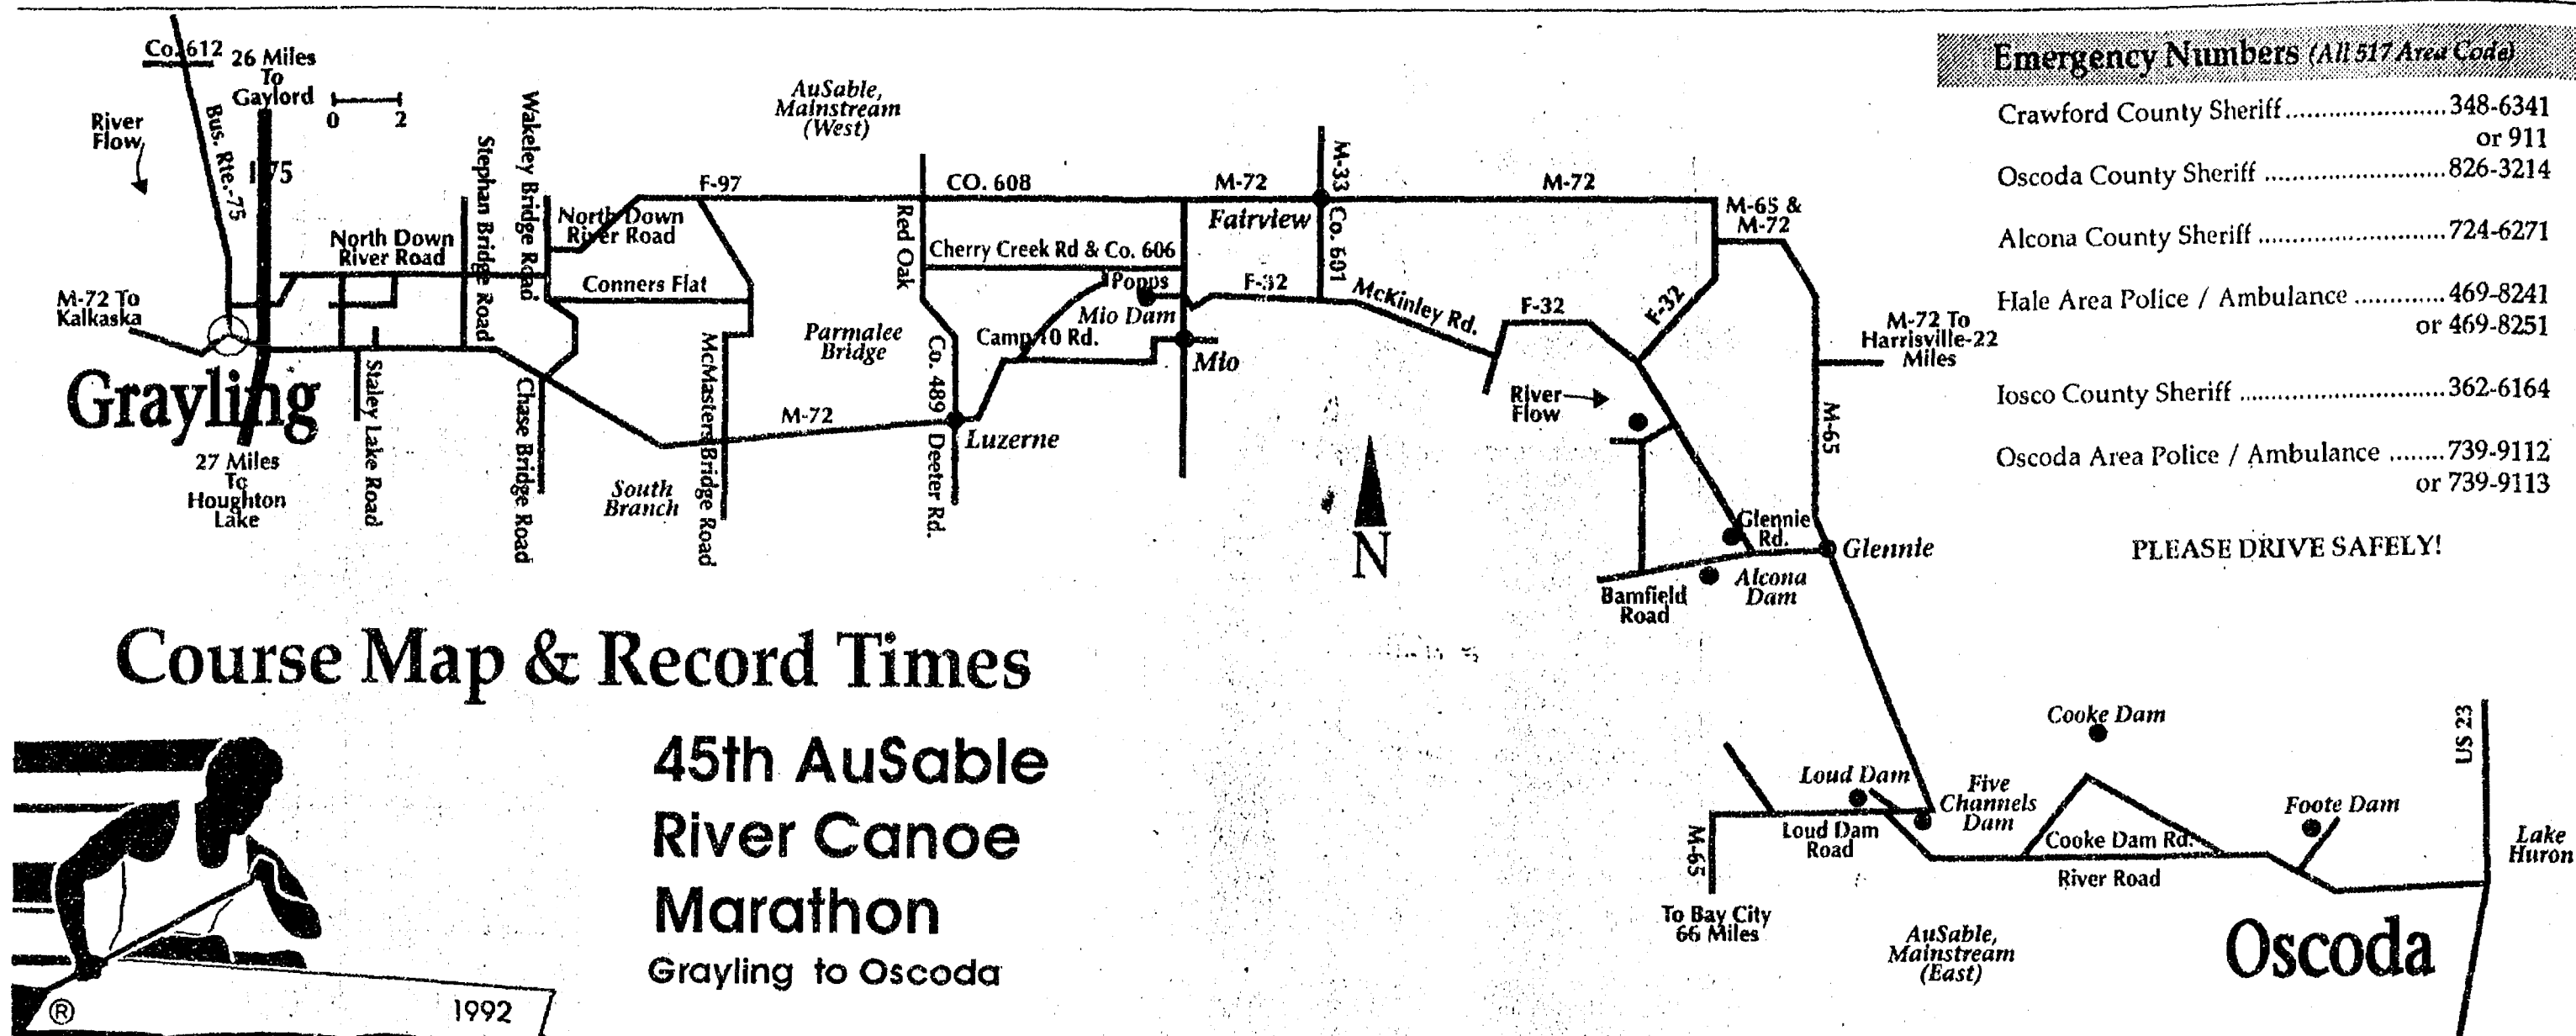 Co. 612
26 Miles
To
Gaylord
0 2
River
Flow
Bus. Rte.-75
I 75
Stephan Bridge Road
Wakeley Bridge Road
AuSable,
Mainstream
(West)
F-97
CO. 608
M-72
M-33
M-72
North Down
River Road
North Down
River Road
Red Oak
Fairview
Co. 601
M-65 &
M-72
Cherry Creek Rd & Co. 606
Conners Flat
Popps
F-32
McKinley Rd.
F-32
F-32
M-72 To
Kalkaska
Mio Dam
Parmalee
Bridge
Camp 10 Rd.
Co. 489
Mio
M-72 To
Harrisville-22
Miles
Grayling
Staley Lake Road
Chase Bridge Road
McMasters Bridge Road
M-72
Luzerne
Deeter Rd.
River
Flow
M-65
27 Miles
To
Houghton
Lake
South
Branch
N
Glennie
Rd.
Glennie
Bamfield
Road
Alcona
Dam
Emergency Numbers (All 517 Area Code)
Crawford County Sheriff......................348-6341
or 911
Oscoda County Sheriff .........................826-3214
Alcona County Sheriff ..........................724-6271
Hale Area Police / Ambulance .............469-8241
or 469-8251
Iosco County Sheriff .............................362-6164
Oscoda Area Police / Ambulance ........739-9112
or 739-9113
PLEASE DRIVE SAFELY!
Course Map & Record Times
45th AuSable
River Canoe
Marathon
Grayling to Oscoda
®
1992
Cooke Dam
US 23
Loud Dam
Five
Channels
Dam
Foote Dam
M-65
Loud Dam
Road
Cooke Dam Rd.
River Road
Lake
Huron
To Bay City
66 Miles
AuSable,
Mainstream
(East)
Oscoda